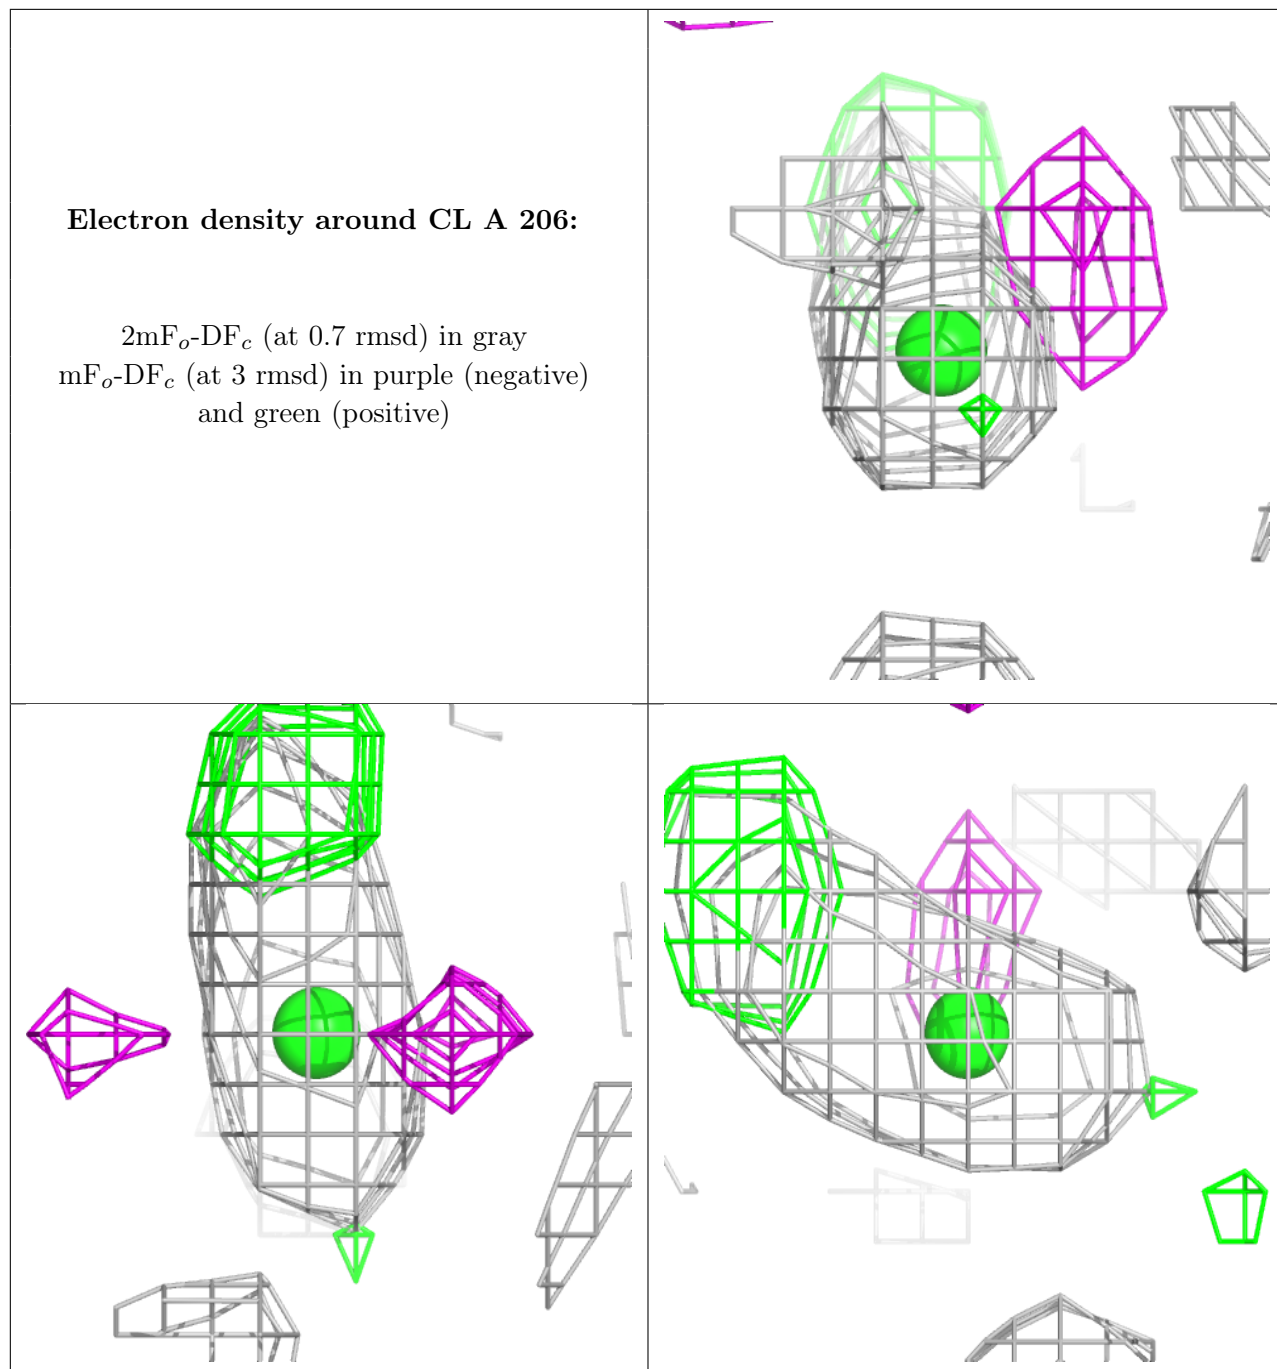 Electron density around CL A 206:
2mFo-DFc (at 0.7 rmsd) in gray
mFo-DFc (at 3 rmsd) in purple (negative)
and green (positive)